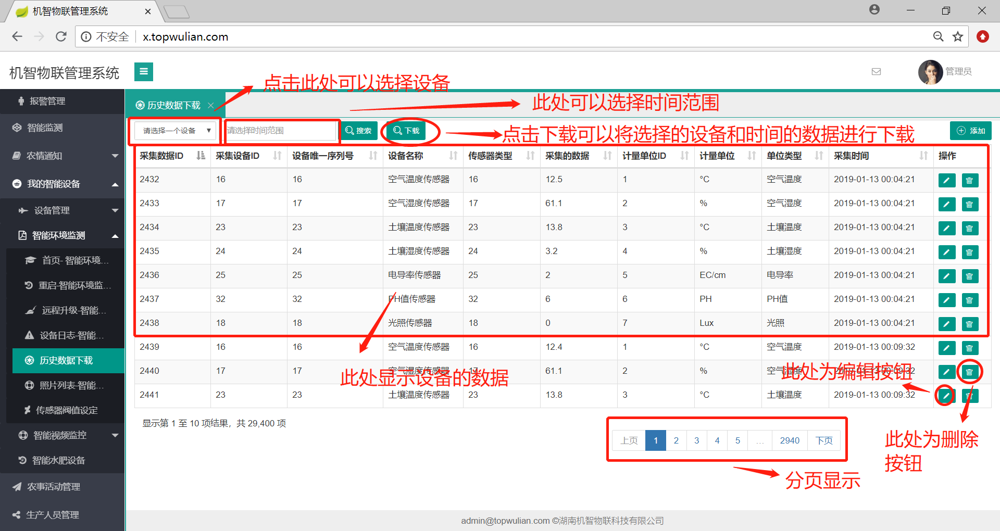 机智物联管理系统
不安全 x.topwulian.com
机智物联管理系统
管理员
点击此处可以选择设备
此处可以选择时间范围
点击下载可以将选择的设备和时间的数据进行下载
报警管理
智能监测
农情通知
我的智能设备
设备管理
智能环境监测
首页- 智能环境...
重启-智能环境监...
远程升级-智能...
设备日志-智能...
历史数据下载
照片列表-智能...
传感器阀值设定
智能视频监控
智能水肥设备
农事活动管理
生产人员管理
历史数据下载
请选择一个设备 请选择时间范围 搜索 下载 添加
采集数据ID 采集设备ID 设备唯一序列号 设备名称 传感器类型 采集的数据 计量单位ID 计量单位 单位类型 采集时间 操作
2432 16 16 空气温度传感器 16 12.5 1 °C 空气温度 2019-01-13 00:04:21
2433 17 17 空气湿度传感器 17 61.1 2 % 空气湿度 2019-01-13 00:04:21
2434 23 23 土壤温度传感器 23 13.8 3 °C 土壤温度 2019-01-13 00:04:21
2435 24 24 土壤湿度传感器 24 3.2 4 % 土壤湿度 2019-01-13 00:04:21
2436 25 25 电导率传感器 25 2 5 EC/cm 电导率 2019-01-13 00:04:21
2437 32 32 PH值传感器 32 6 6 PH PH值 2019-01-13 00:04:21
2438 18 18 光照传感器 18 0 7 Lux 光照 2019-01-13 00:04:21
2439 16 16 空气温度传感器 16 12.4 1 °C 空气温度 2019-01-13 00:09:32
2440 17 17 空气湿度传感器 17 61.1 2 % 空气湿度 2019-01-13 00:09:32
2441 23 23 土壤温度传感器 23 13.8 3 °C 土壤温度 2019-01-13 00:09:32
此处显示设备的数据
此处为编辑按钮
此处为删除
按钮
显示第 1 至 10 项结果，共 29,400 项
上页 1 2 3 4 5 ... 2940 下页
分页显示
admin@topwulian.com ©湖南机智物联科技有限公司